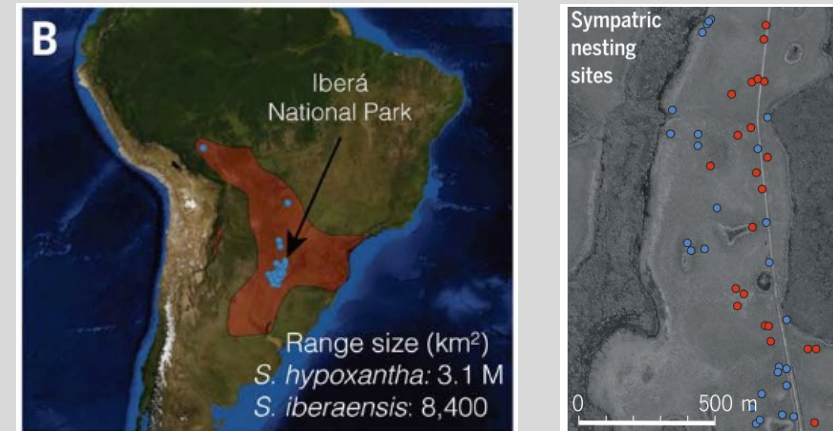 B
Iberá
National Park
Range size (km²)
S. hypoxantha: 3.1 M
S. iberaensis: 8,400
Sympatric
nesting
sites
0 500 m